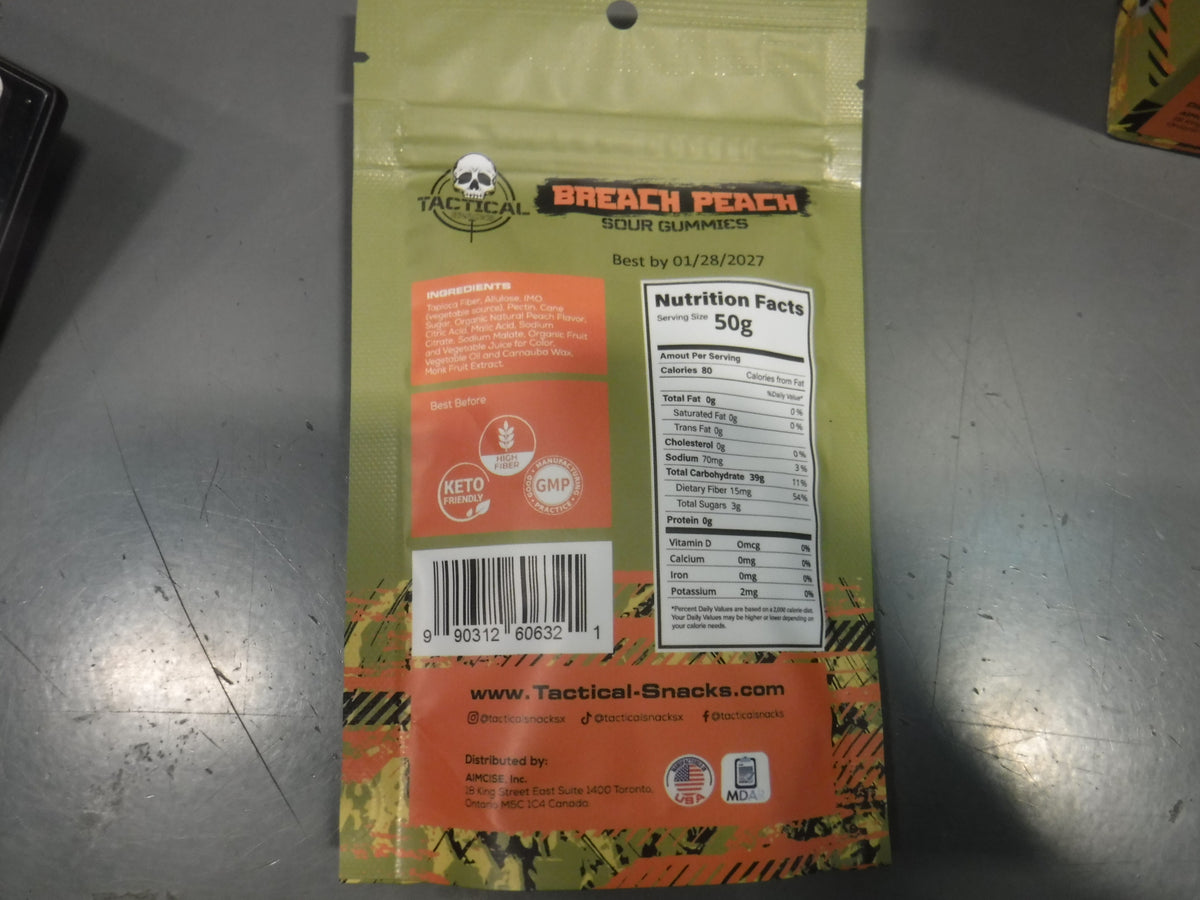 TACTICAL
BREACH PEACH
SOUR GUMMIES
Best by 01/28/2027
INGREDIENTS
Tapioca Fiber, Allulose, IMO
(vegetable source), Pectin, Cane
Sugar, Organic Natural Peach Flavor,
Citric Acid, Malic Acid, Sodium
Citrate, Sodium Malate, Organic Fruit
and Vegetable Juice for Color,
Vegetable Oil and Carnauba Wax,
Monk Fruit Extract.
Best Before
HIGH
FIBER
KETO
FRIENDLY
GOOD MANUFACTURING
GMP
PRACTICE
Nutrition Facts
Serving Size 50g
Amout Per Serving
Calories 80 Calories from Fat
%Daily Value*
Total Fat 0g 0%
Saturated Fat 0g 0%
Trans Fat 0g
Cholesterol 0g 0%
Sodium 70mg 3%
Total Carbohydrate 39g 11%
Dietary Fiber 15mg 54%
Total Sugars 3g
Protein 0g
Vitamin D 0mcg 0%
Calcium 0mg 0%
Iron 0mg 0%
Potassium 2mg 0%
*Percent Daily Values are based on a 2,000 calorie diet.
Your Daily Values may be higher or lower depending on
your calorie needs.
9 90312 60632 1
www.Tactical-Snacks.com
@tacticalsnacksx @tacticalsnacksx @tacticalsnacks
Distributed by:
AIMCISE, Inc.
18 King Street East Suite 1400 Toronto,
Ontario M5C 1C4 Canada.
MANUFACTURED IN
USA
MDA